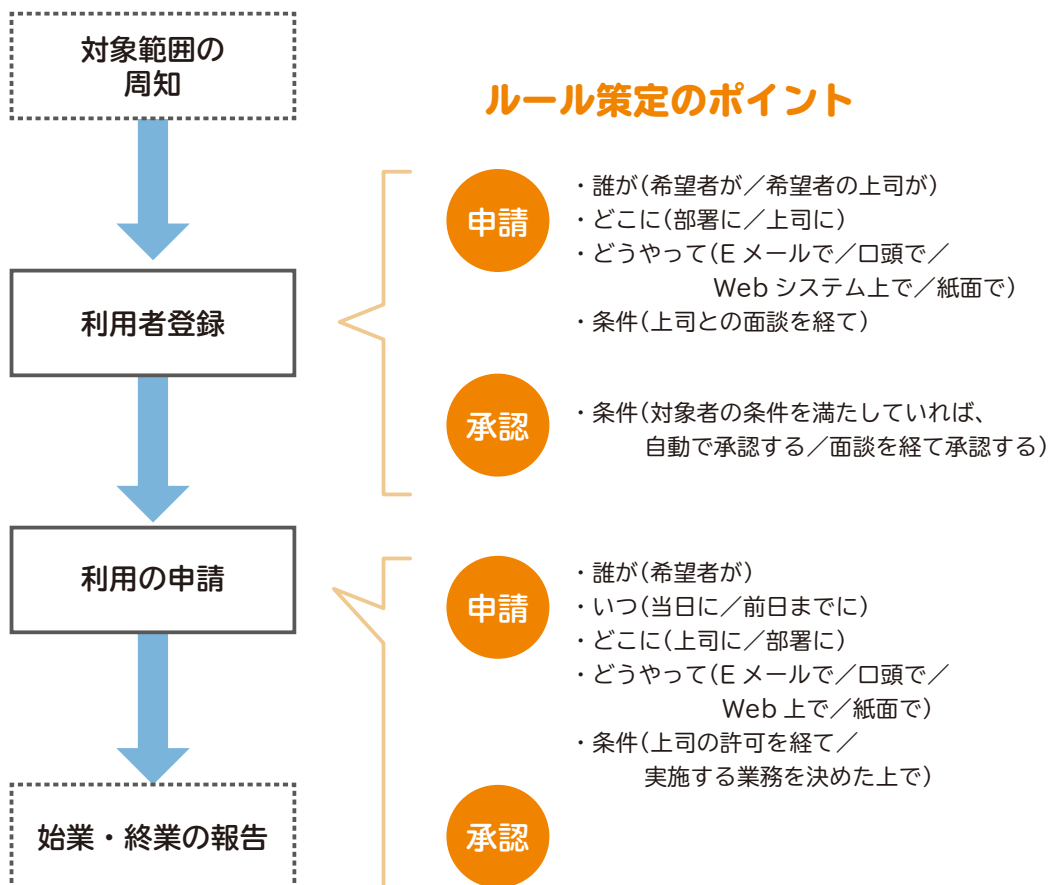 対象範囲の
周知
ルール策定のポイント
申請
・誰が(希望者が／希望者の上司が)
・どこに(部署に／上司に)
・どうやって(E メールで／口頭で／
Web システム上で／紙面で)
・条件(上司との面談を経て)
利用者登録
承認
・条件(対象者の条件を満たしていれば、
自動で承認する／面談を経て承認する)
利用の申請
申請
・誰が(希望者が)
・いつ(当日に／前日までに)
・どこに(上司に／部署に)
・どうやって(E メールで／口頭で／
Web 上で／紙面で)
・条件(上司の許可を経て／
実施する業務を決めた上で)
始業・終業の報告
承認